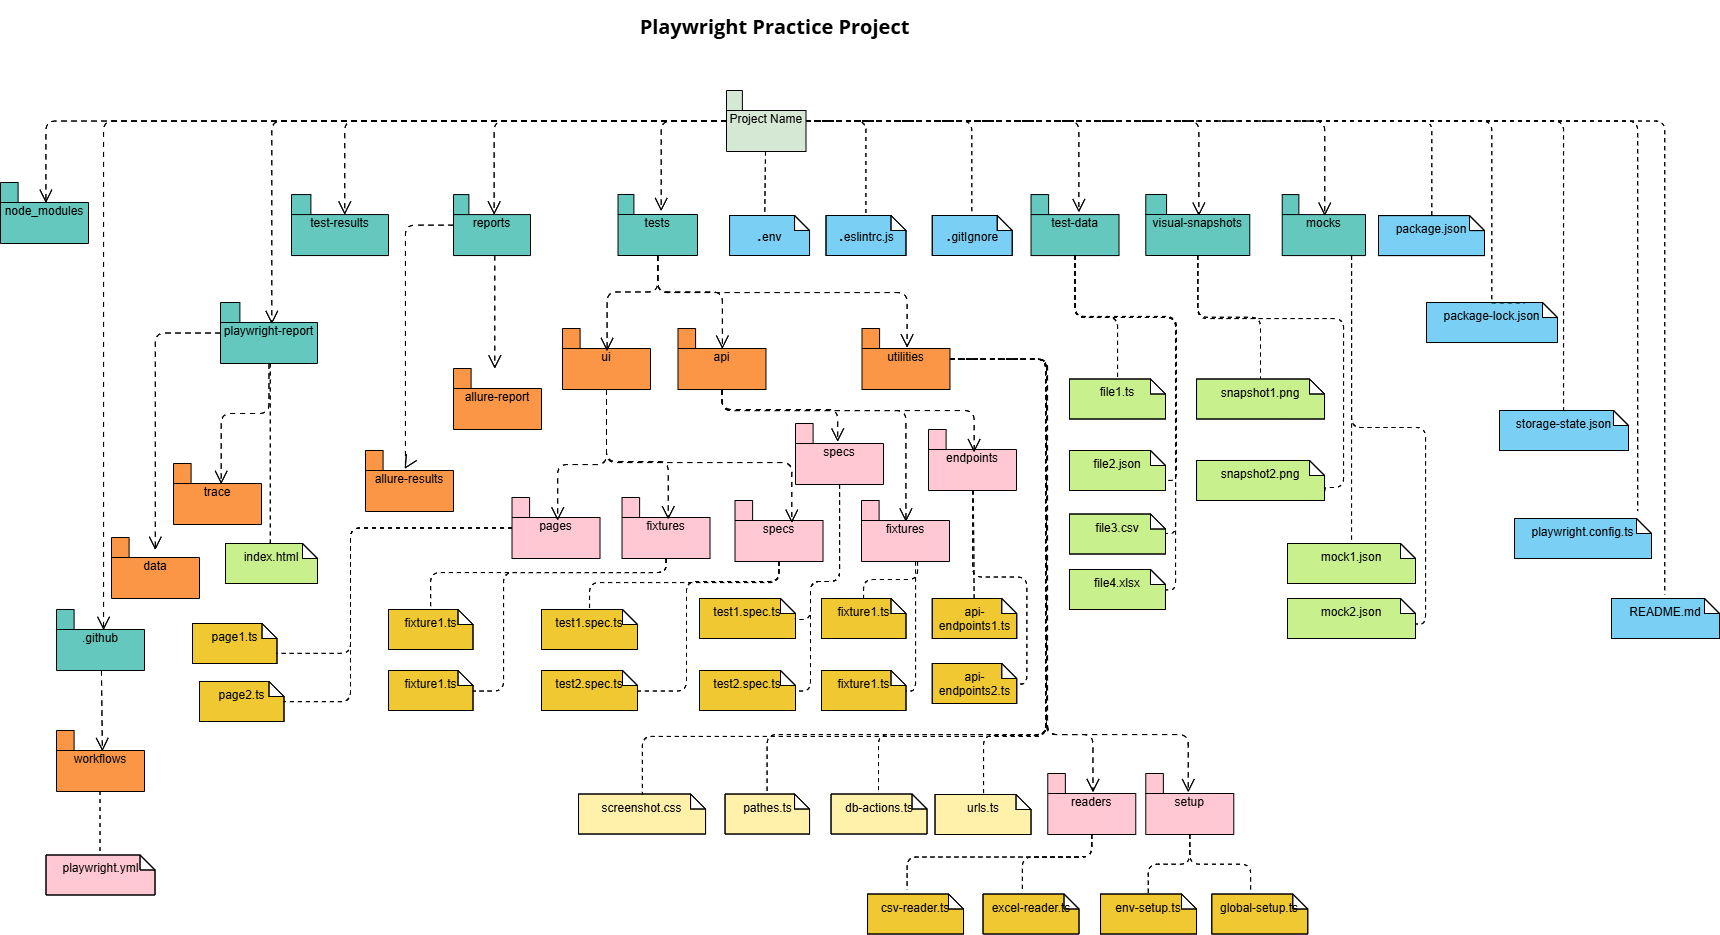 Playwright Practice Project
Project Name
node_modules
test-results
reports
tests
.env
.eslintrc.js
.gitIgnore
test-data
visual-snapshots
mocks
package.json
playwright-report
package-lock.json
ui
api
utilities
allure-report
file1.ts
snapshot1.png
storage-state.json
specs
endpoints
file2.json
snapshot2.png
trace
allure-results
pages
fixtures
specs
fixtures
file3.csv
playwright.config.ts
data
index.html
file4.xlsx
mock1.json
.github
page1.ts
fixture1.ts
test1.spec.ts
test1.spec.ts
fixture1.ts
api-
endpoints1.ts
mock2.json
README.md
page2.ts
fixture1.ts
test2.spec.ts
test2.spec.ts
fixture1.ts
api-
endpoints2.ts
workflows
screenshot.css
pathes.ts
db-actions.ts
urls.ts
readers
setup
playwright.yml
csv-reader.ts
excel-reader.ts
env-setup.ts
global-setup.ts